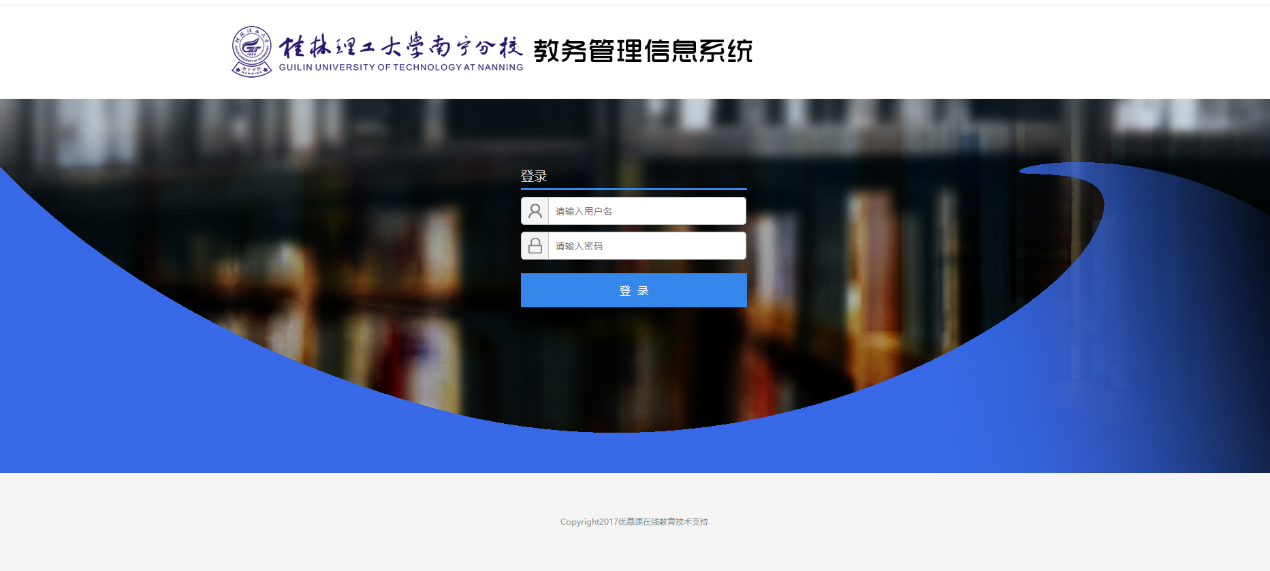 桂林理工大学南宁分校 教务管理信息系统
GUILIN UNIVERSITY OF TECHNOLOGY AT NANNING
登录
请输入用户名
请输入密码
登 录
Copyright2017优慕课在线教育技术支持